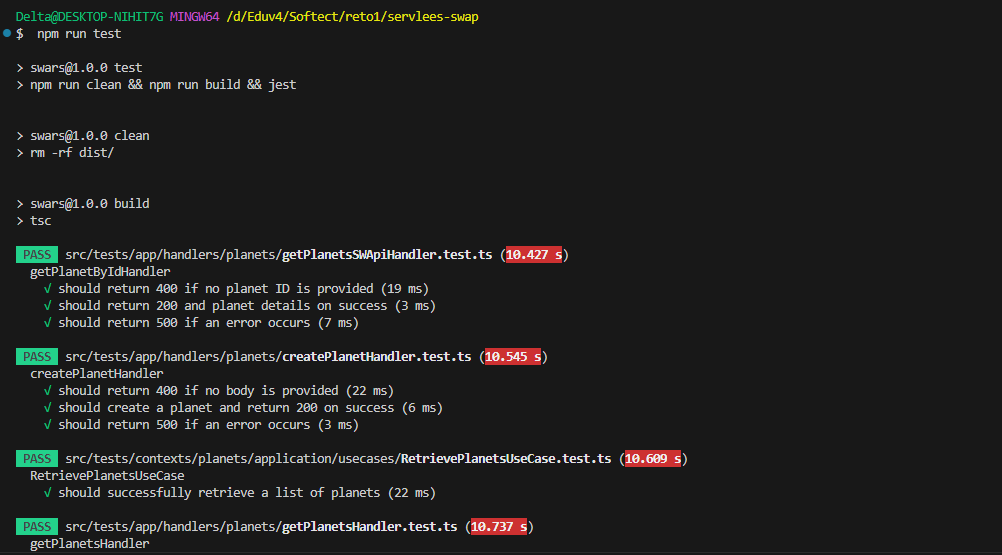 Delta@DESKTOP-NIHIT7G MINGW64 /d/Eduv4/Softect/reto1/servlees-swap
$  npm run test
> swars@1.0.0 test
> npm run clean && npm run build && jest
> swars@1.0.0 clean
> rm -rf dist/
> swars@1.0.0 build
> tsc
PASS  src/tests/app/handlers/planets/getPlanetsSWApiHandler.test.ts (10.427 s)
getPlanetByIdHandler
√ should return 400 if no planet ID is provided (19 ms)
√ should return 200 and planet details on success (3 ms)
√ should return 500 if an error occurs (7 ms)
PASS  src/tests/app/handlers/planets/createPlanetHandler.test.ts (10.545 s)
createPlanetHandler
√ should return 400 if no body is provided (22 ms)
√ should create a planet and return 200 on success (6 ms)
√ should return 500 if an error occurs (3 ms)
PASS  src/tests/contexts/planets/application/usecases/RetrievePlanetsUseCase.test.ts (10.609 s)
RetrievePlanetsUseCase
√ should successfully retrieve a list of planets (22 ms)
PASS  src/tests/app/handlers/planets/getPlanetsHandler.test.ts (10.737 s)
getPlanetsHandler